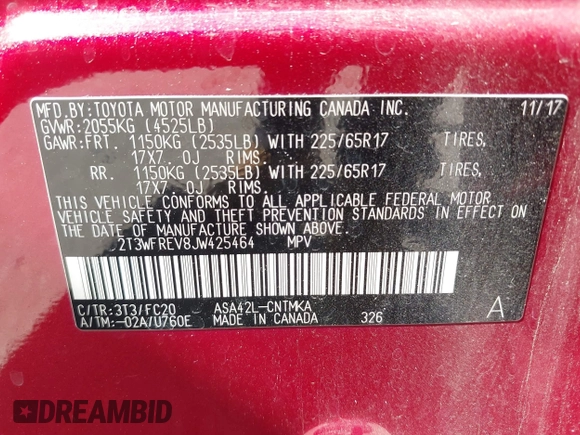 MFD.BY:TOYOTA MOTOR MANUFACTURING CANADA INC. 11/17
GVWR:2055KG (4525LB)
GAWR:FRT. 1150KG (2535LB) WITH 225/65R17 TIRES,
17X7. 0J RIMS.
RR. 1150KG (2535LB) WITH 225/65R17 TIRES,
17X7. 0J RIMS.
THIS VEHICLE CONFORMS TO ALL APPLICABLE FEDERAL MOTOR
VEHICLE SAFETY AND THEFT PREVENTION STANDARDS IN EFFECT ON
THE DATE OF MANUFACTURE SHOWN ABOVE.
2T3WFREV8JW425464 MPV
C/TR:3T3/FC20 ASA42L-CNTMKA
A/TM:-02A/U760E MADE IN CANADA 326 A
DREAMBID